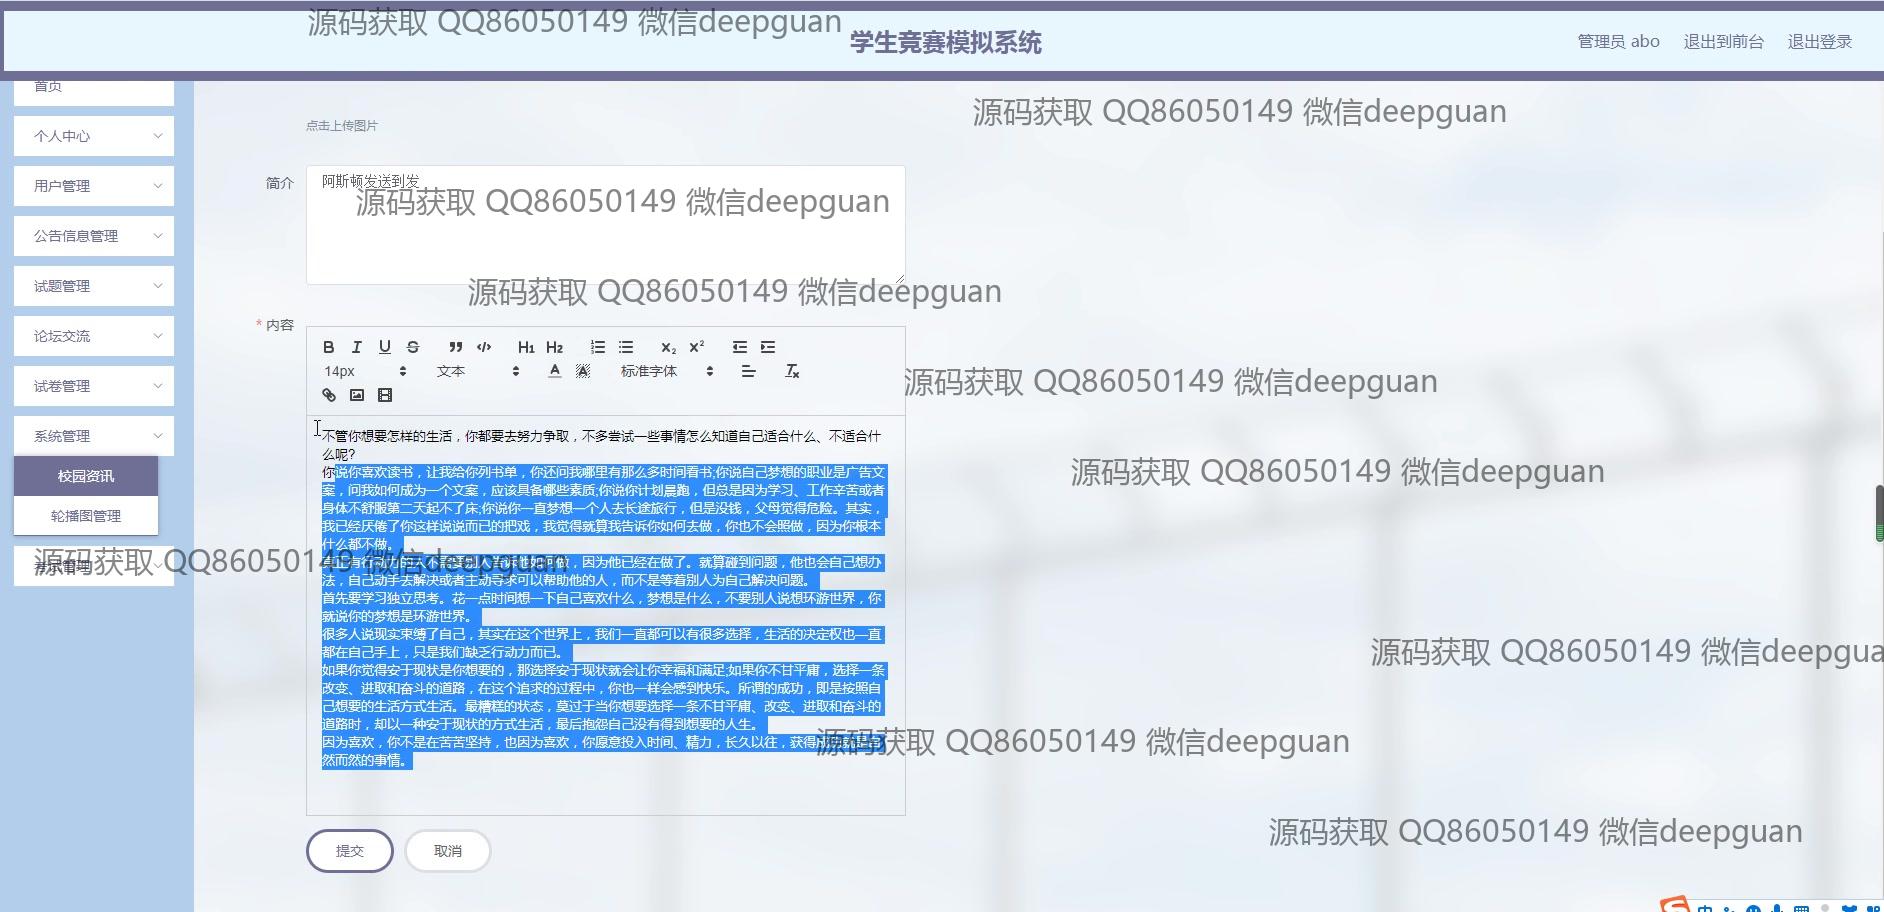 源码获取 QQ86050149 微信deepguan
学生竞赛模拟系统
管理员 abo
退出到前台
退出登录
首页
个人中心
用户管理
公告信息管理
试题管理
论坛交流
试卷管理
系统管理
校园资讯
轮播图管理
源码获取 QQ86050149 微信deepguan
点击上传图片
源码获取 QQ86050149 微信deepguan
简介
阿斯顿发送到发
源码获取 QQ86050149 微信deepguan
源码获取 QQ86050149 微信deepguan
* 内容
B I U S H1 H2 X2 X2
14px 文本 A A 标准字体 Tx
源码获取 QQ86050149 微信deepguan
不管你想要怎样的生活，你都要去努力争取，不多尝试一些事情怎么知道自己适合什么、不适合什
么呢?
你说你喜欢读书，让我给你列书单，你还问我哪里有那么多时间看书;你说自己梦想的职业是广告文
案，问我如何成为一个文案，应该具备哪些素质;你说你计划晨跑，但总是因为学习、工作辛苦或者
身体不舒服第二天起不了床;你说你一直梦想一个人去长途旅行，但是没钱，父母觉得危险。其实，
我已经厌倦了你这样说说而已的把戏，我觉得就算我告诉你如何去做，你也不会照做，因为你根本
什么都不做。
有行动力的人不需要别人告诉他如何做，因为他已经在做了。就算碰到问题，他也会自己想办
法，自己动手去解决或者主动寻求可以帮助他的人，而不是等着别人为自己解决问题。
首先要学习独立思考。花一点时间想一下自己喜欢什么，梦想是什么，不要别人说想环游世界，你
就说你的梦想是环游世界。
很多人说现实束缚了自己，其实在这个世界上，我们一直都可以有很多选择，生活的决定权也—直
都在自己手上，只是我们缺乏行动力而已。
如果你觉得安于现状是你想要的，那选择安于现状就会让你幸福和满足;如果你不甘平庸，选择一条
改变、进取和奋斗的道路，在这个追求的过程中，你也一样会感到快乐。所谓的成功，即是按照自
己想要的生活方式生活。最糟糕的状态，莫过于当你想要选择一条不甘平庸、改变、进取和奋斗的
道路时，却以一种安于现状的方式生活，最后抱怨自己没有得到想要的人生。
因为喜欢，你不是在苦苦坚持，也因为喜欢，你愿意投入时间、精力，长久以往，获得成功就是自
然而然的事情。
源码获取 QQ86050149 微信deepguan
源码获取 QQ86050149 微信deepgua
源码获取 QQ86050149 微信deepguan
源码获取 QQ86050149 微信deepguan
提交
取消
中